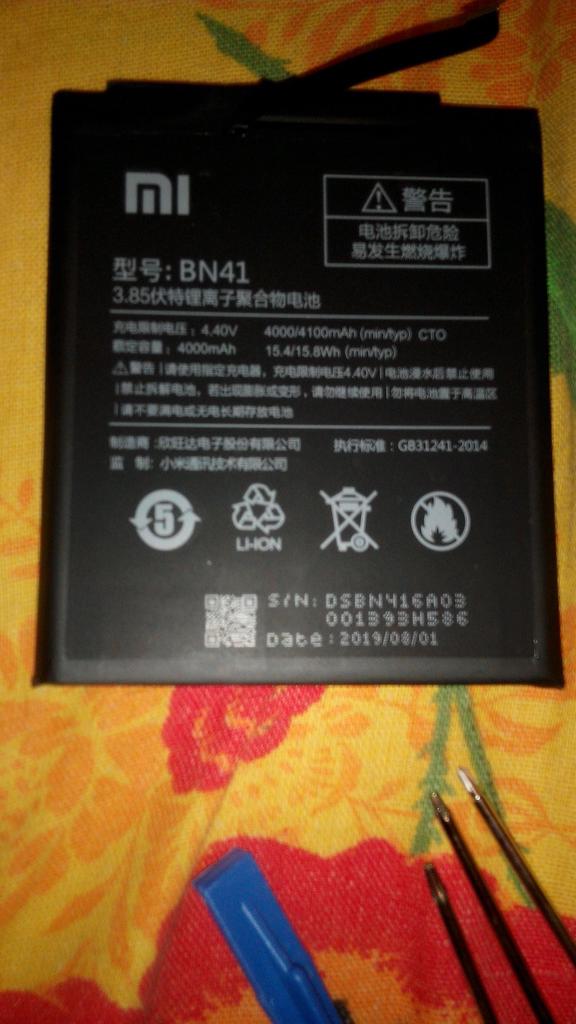 MI
警告
电池拆卸危险
易发生燃烧爆炸
型号: BN41
3.85伏特锂离子聚合物电池
充电限制电压: 4.40V 4000/4100mAh (min/typ) CTO
额定容量: 4000mAh 15.4/15.8Wh (min/typ)
警告 | 请使用指定充电器，充电限制电压4.40V | 电池浸水后禁止使用
| 禁止拆解电池，若出现膨胀或变形，请勿继续使用 | 勿将电池置于高温区
| 请不要满电或无电长期存放电池
制造商 :欣旺达电子股份有限公司 执行标准: GB31241-2014
监 制: 小米通讯技术有限公司
5
LI-ION
S/N: DSBN416A03
001393H586
Date: 2019/08/01